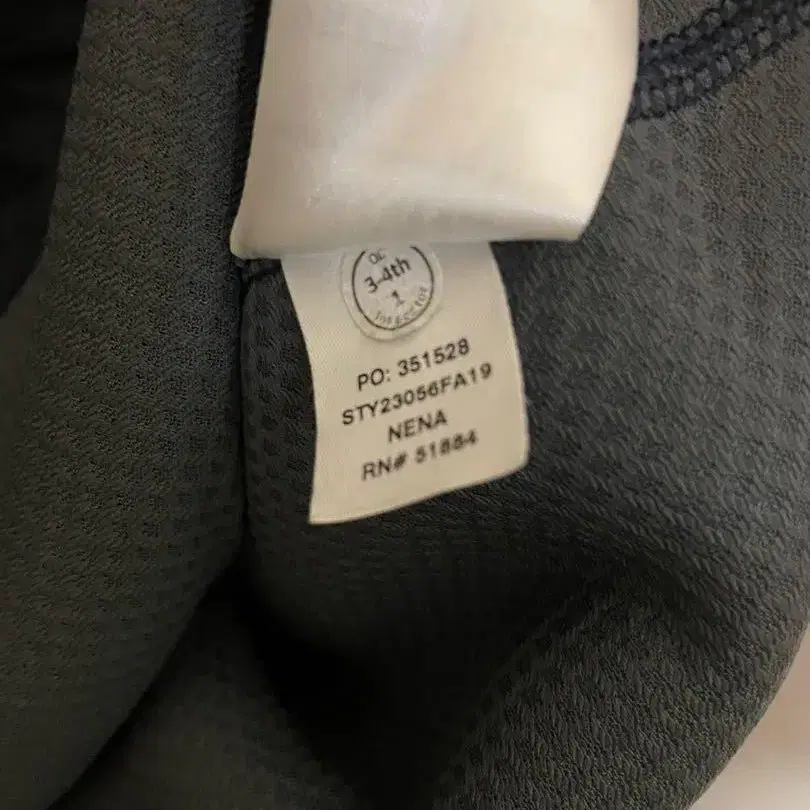 QC
3-4th
1
PO: 351528
STY23056FA19
NENA
RN# 51884